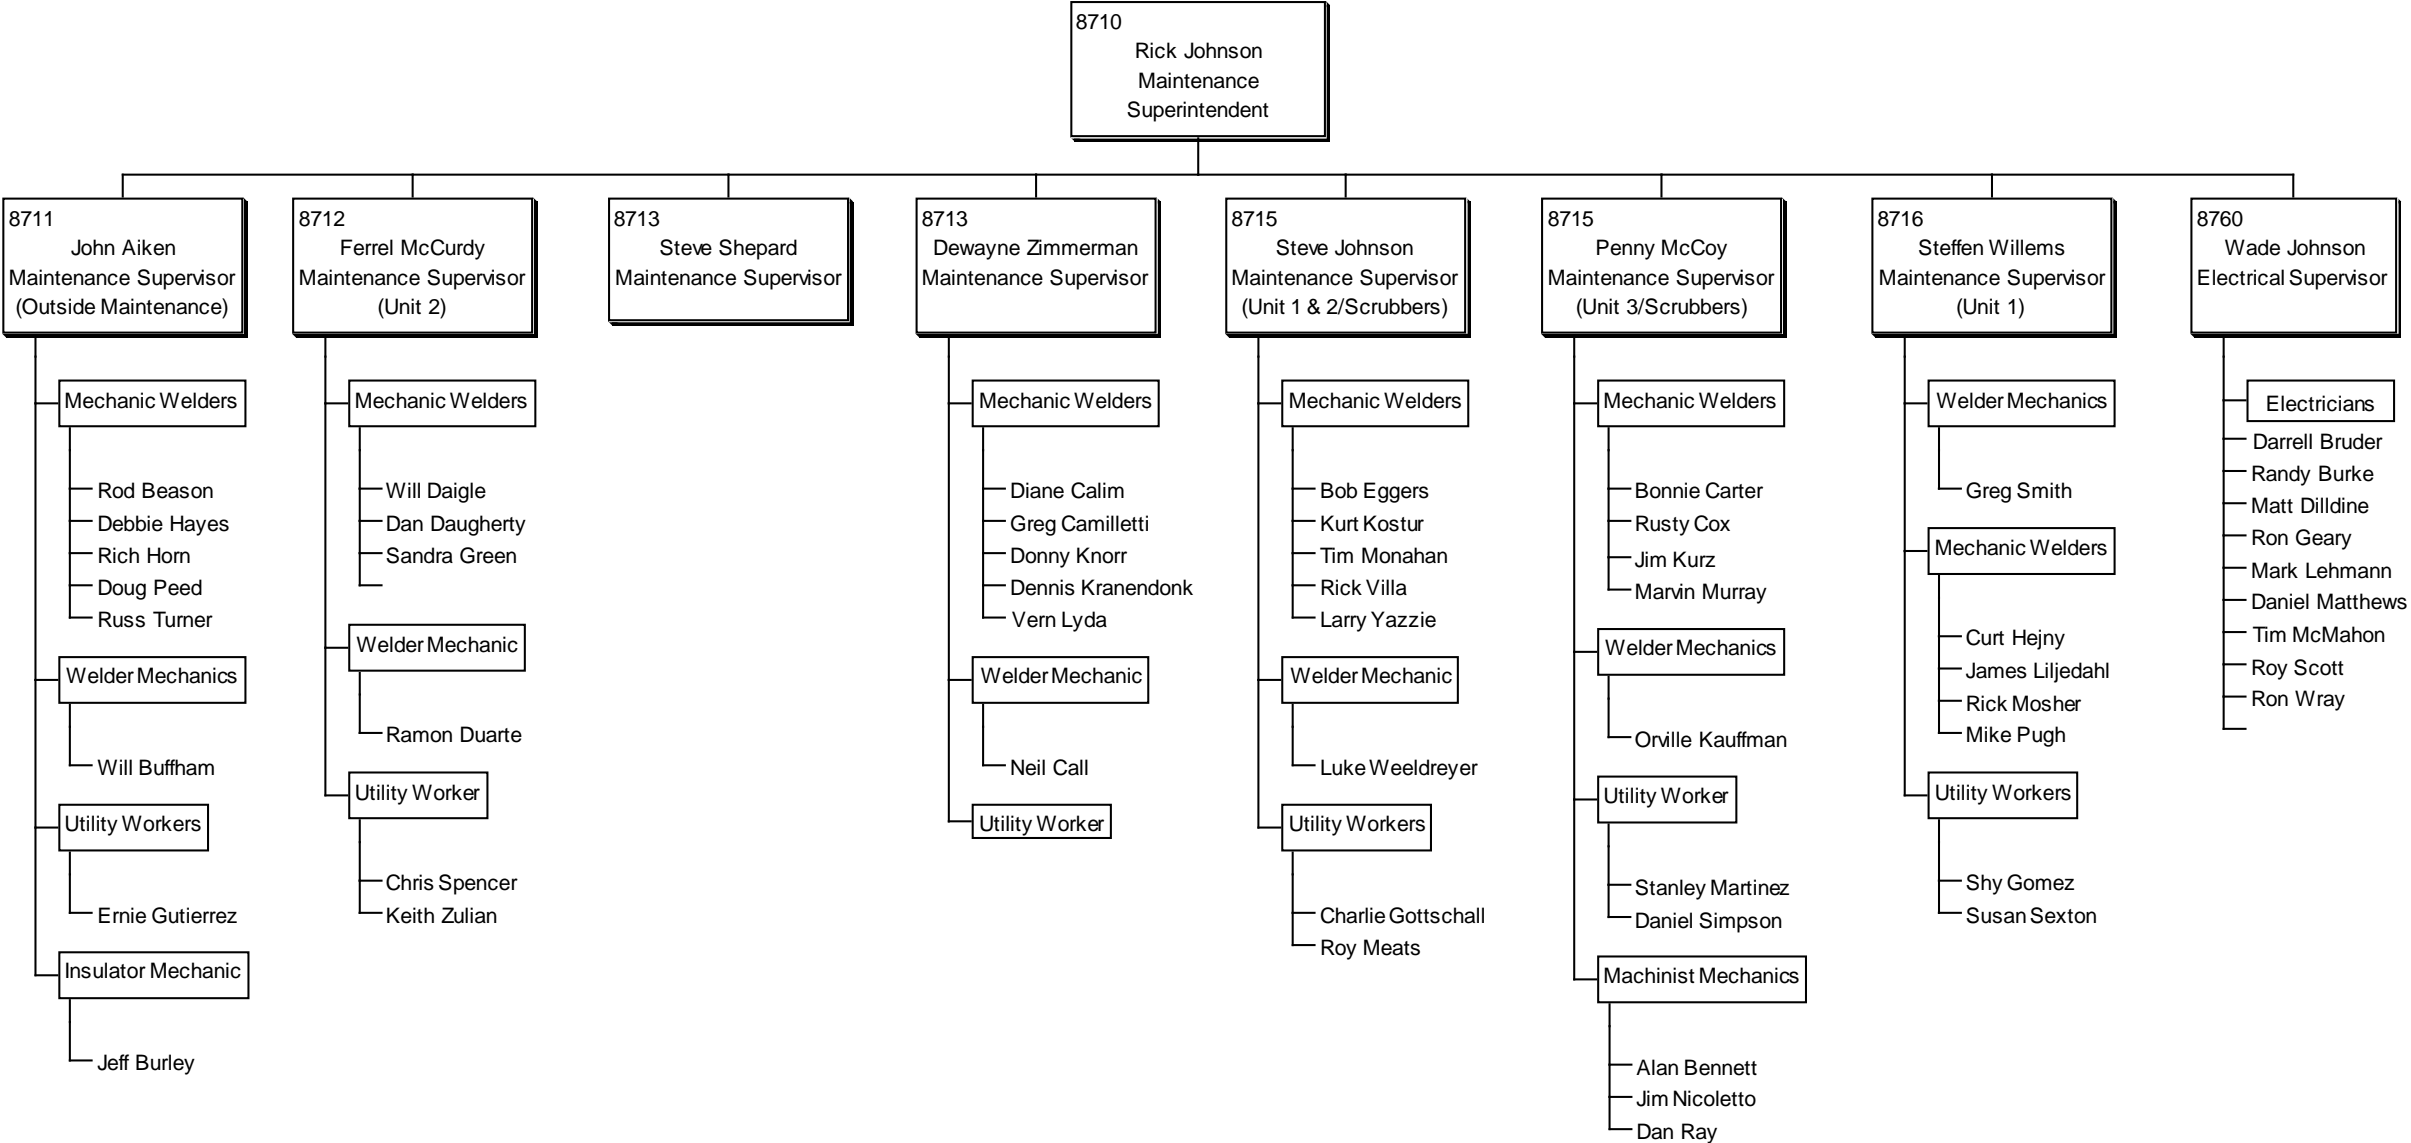 8710
Rick Johnson
Maintenance
Superintendent
8711
John Aiken
Maintenance Supervisor
(Outside Maintenance)
Mechanic Welders
Rod Beason
Debbie Hayes
Rich Horn
Doug Peed
Russ Turner
Welder Mechanics
Will Buffham
Utility Workers
Ernie Gutierrez
Insulator Mechanic
Jeff Burley
8712
Ferrel McCurdy
Maintenance Supervisor
(Unit 2)
Mechanic Welders
Will Daigle
Dan Daugherty
Sandra Green
Welder Mechanic
Ramon Duarte
Utility Worker
Chris Spencer
Keith Zulian
8713
Steve Shepard
Maintenance Supervisor
8713
Dewayne Zimmerman
Maintenance Supervisor
Mechanic Welders
Diane Calim
Greg Camilletti
Donny Knorr
Dennis Kranendonk
Vern Lyda
Welder Mechanic
Neil Call
Utility Worker
8715
Steve Johnson
Maintenance Supervisor
(Unit 1 & 2/Scrubbers)
Mechanic Welders
Bob Eggers
Kurt Kostur
Tim Monahan
Rick Villa
Larry Yazzie
Welder Mechanic
Luke Weeldreyer
Utility Workers
Charlie Gottschall
Roy Meats
8715
Penny McCoy
Maintenance Supervisor
(Unit 3/Scrubbers)
Mechanic Welders
Bonnie Carter
Rusty Cox
Jim Kurz
Marvin Murray
Welder Mechanics
Orville Kauffman
Utility Worker
Stanley Martinez
Daniel Simpson
Machinist Mechanics
Alan Bennett
Jim Nicoletto
Dan Ray
8716
Steffen Willems
Maintenance Supervisor
(Unit 1)
Welder Mechanics
Greg Smith
Mechanic Welders
Curt Hejny
James Liljedahl
Rick Mosher
Mike Pugh
Utility Workers
Shy Gomez
Susan Sexton
8760
Wade Johnson
Electrical Supervisor
Electricians
Darrell Bruder
Randy Burke
Matt Dilldine
Ron Geary
Mark Lehmann
Daniel Matthews
Tim McMahon
Roy Scott
Ron Wray